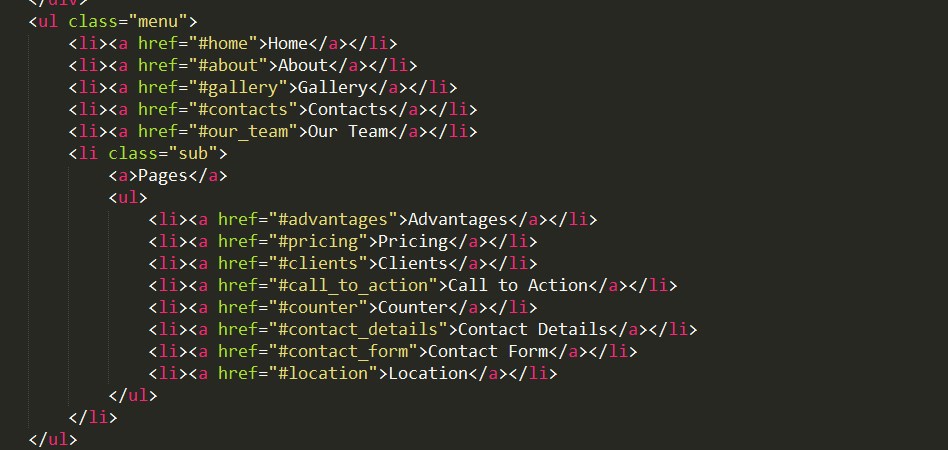 </div>
<ul class="menu">
<li><a href="#home">Home</a></li>
<li><a href="#about">About</a></li>
<li><a href="#gallery">Gallery</a></li>
<li><a href="#contacts">Contacts</a></li>
<li><a href="#our_team">Our Team</a></li>
<li class="sub">
<a>Pages</a>
<ul>
<li><a href="#advantages">Advantages</a></li>
<li><a href="#pricing">Pricing</a></li>
<li><a href="#clients">Clients</a></li>
<li><a href="#call_to_action">Call to Action</a></li>
<li><a href="#counter">Counter</a></li>
<li><a href="#contact_details">Contact Details</a></li>
<li><a href="#contact_form">Contact Form</a></li>
<li><a href="#location">Location</a></li>
</ul>
</li>
</ul>